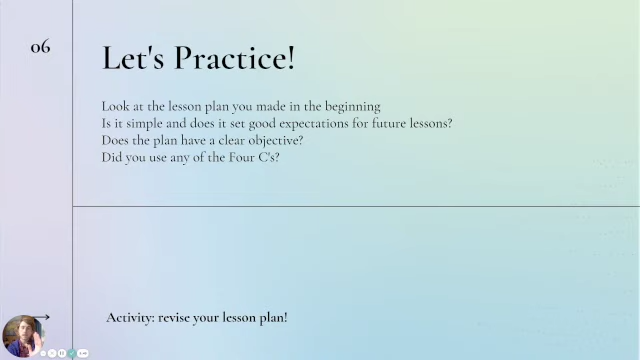 06
Let's Practice!
Look at the lesson plan you made in the beginning
Is it simple and does it set good expectations for future lessons?
Does the plan have a clear objective?
Did you use any of the Four C's?
Activity: revise your lesson plan!